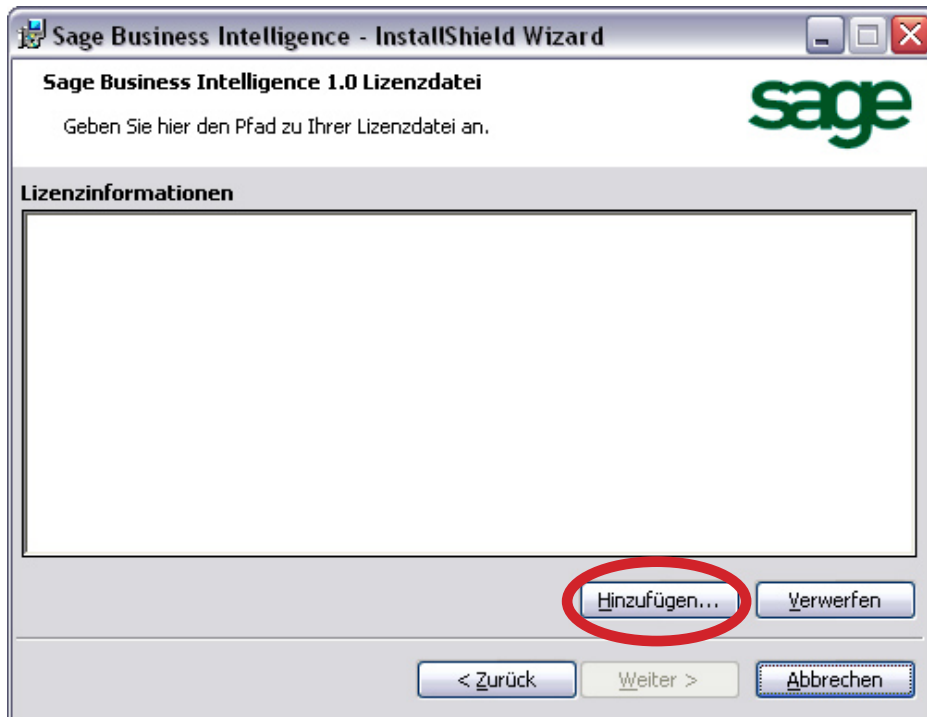 Sage Business Intelligence - InstallShield Wizard
Sage Business Intelligence 1.0 Lizenzdatei
Geben Sie hier den Pfad zu Ihrer Lizenzdatei an.
sage
Lizenzinformationen
Hinzufügen... Verwerfen
< Zurück Weiter > Abbrechen